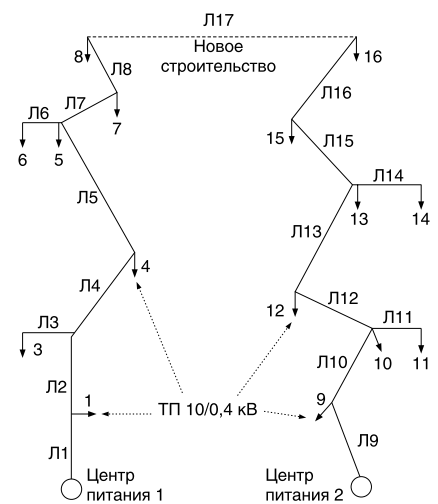 Л17
Новое
строительство
8
Л8
16
Л7
Л16
Л6
7
15
Л15
6
5
Л14
Л5
13
14
Л13
4
Л4
12
Л12
Л3
Л11
3
Л10
10
11
Л2
1
ТП 10/0,4 кВ
9
Л1
Л9
Центр
питания 1
Центр
питания 2